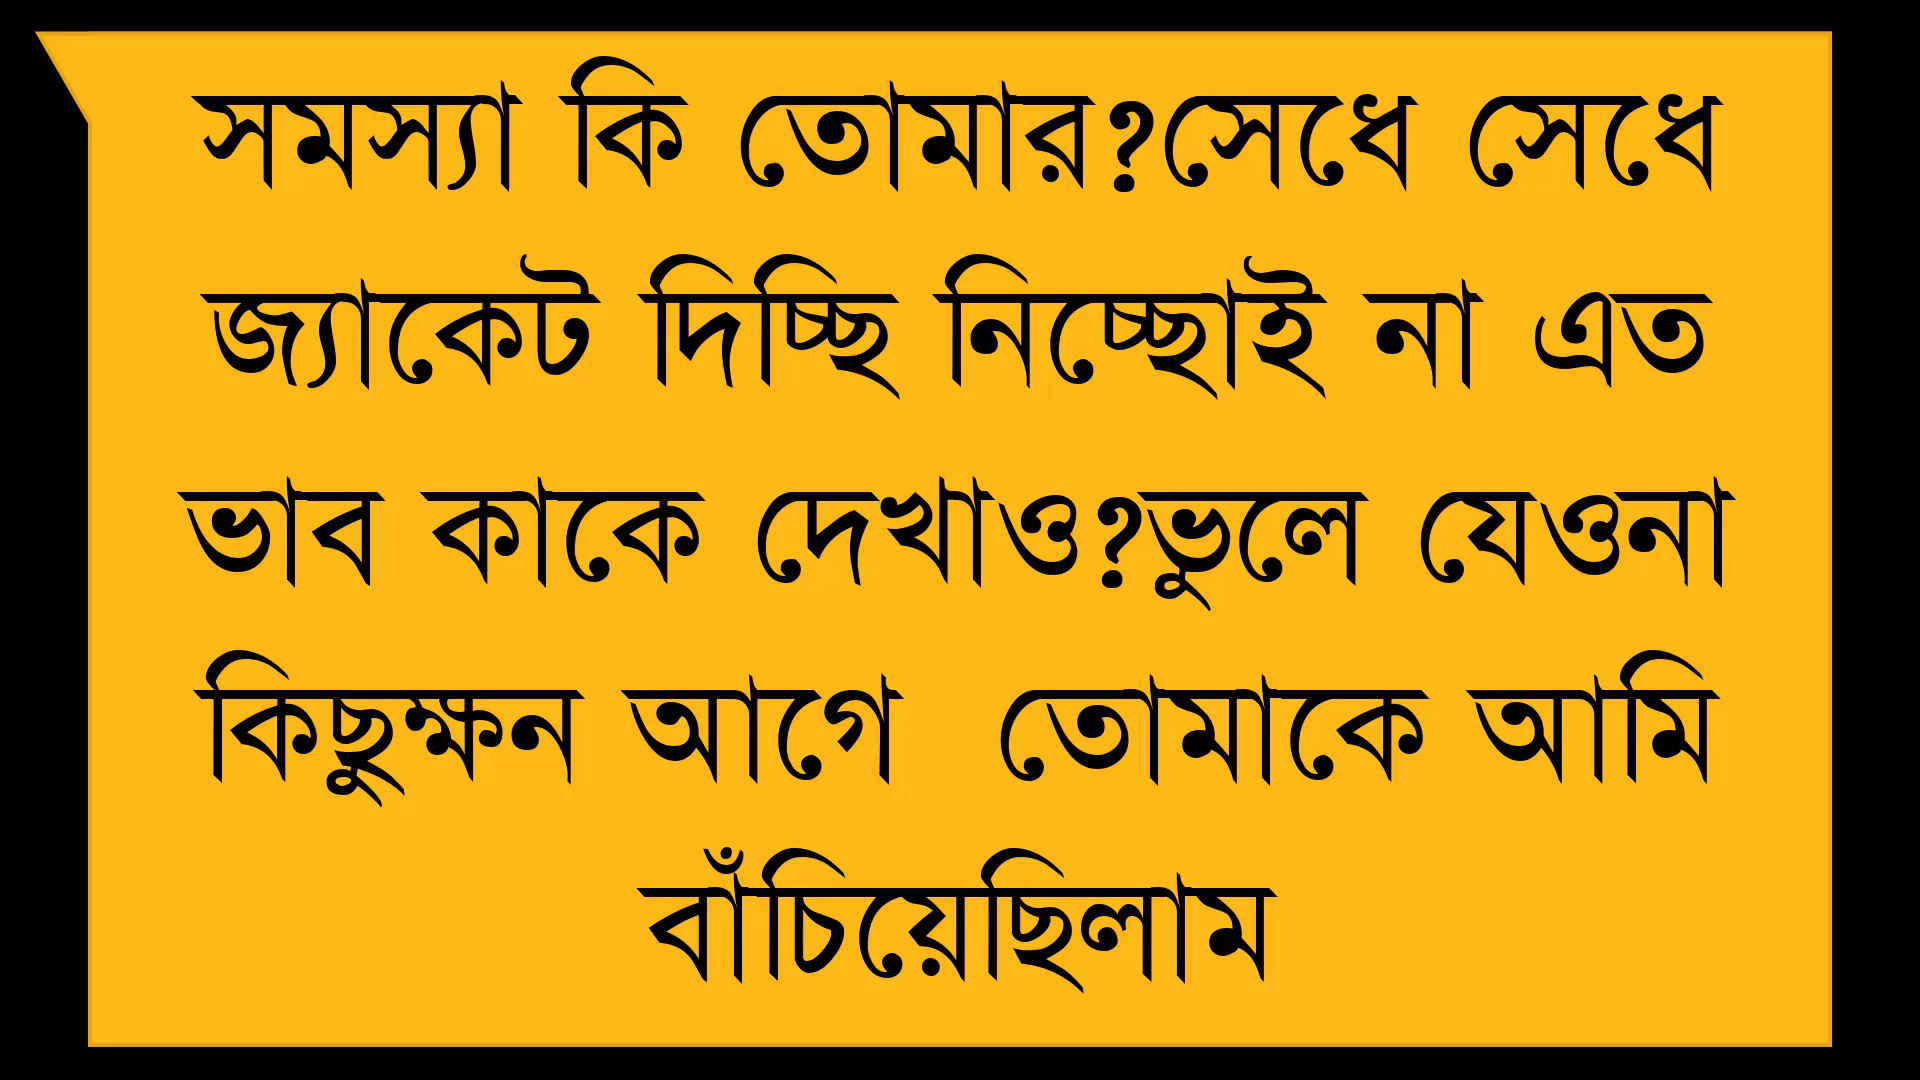 সমস্যা কি তোমার?সেধে সেধে
জ্যাকেট দিচ্ছি নিচ্ছোই না এত
ভাব কাকে দেখাও?ভুলে যেওনা
কিছুক্ষন আগে  তোমাকে আমি
বাঁচিয়েছিলাম